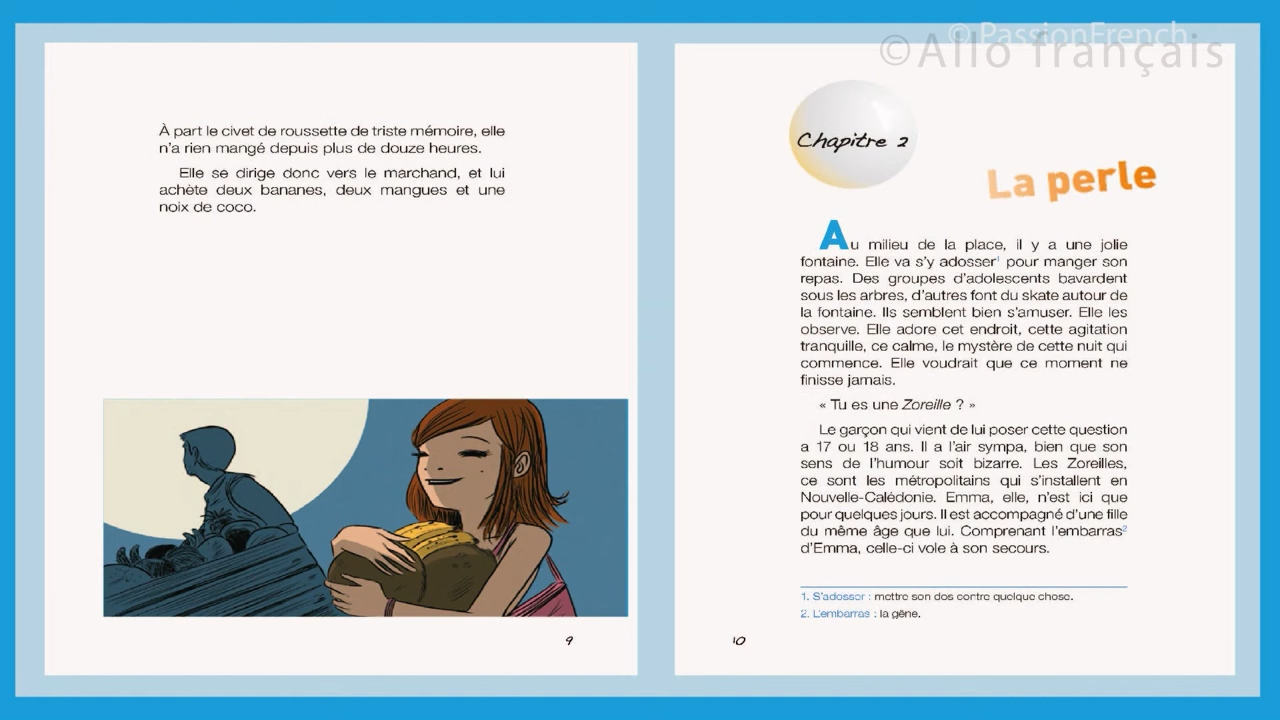 © PassionFrench
©Allo français
À part le civet de roussette de triste mémoire, elle
n'a rien mangé depuis plus de douze heures.
Elle se dirige donc vers le marchand, et lui
achète deux bananes, deux mangues et une
noix de coco.
9
Chapitre 2
La perle
Au milieu de la place, il y a une jolie
fontaine. Elle va s'y adosser¹ pour manger son
repas. Des groupes d'adolescents bavardent
sous les arbres, d'autres font du skate autour de
la fontaine. Ils semblent bien s'amuser. Elle les
observe. Elle adore cet endroit, cette agitation
tranquille, ce calme, le mystère de cette nuit qui
commence. Elle voudrait que ce moment ne
finisse jamais.
« Tu es une Zoreille ? »
Le garçon qui vient de lui poser cette question
a 17 ou 18 ans. Il a l'air sympa, bien que son
sens de l'humour soit bizarre. Les Zoreilles,
ce sont les métropolitains qui s'installent en
Nouvelle-Calédonie. Emma, elle, n'est ici que
pour quelques jours. Il est accompagné d'une fille
du même âge que lui. Comprenant l'embarras²
d'Emma, celle-ci vole à son secours.
1. S'adosser : mettre son dos contre quelque chose.
2. L'embarras : la gêne.
10